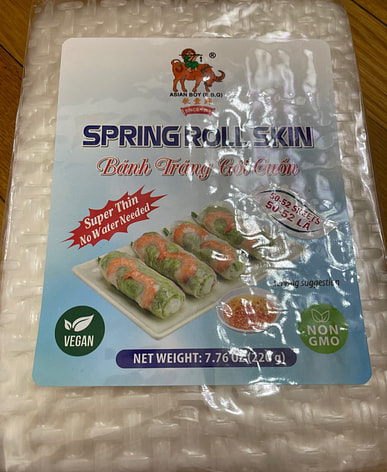 ®
ASIAN BOY (B.B.Q)
SPRING ROLL SKIN
Bánh Tráng Gỏi Cuốn
Super Thin
No Water Needed
50-52 SHEETS
50-52 LÁ
serving suggestion
VEGAN
NON
GMO
NET WEIGHT: 7.76 OZ (220 g)